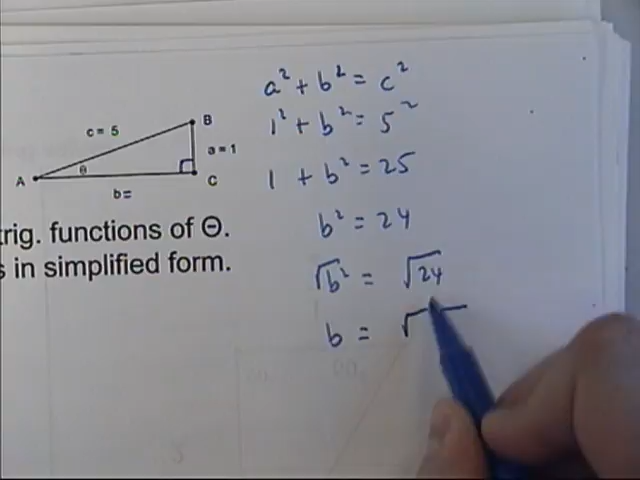 a² + b² = c²
1² + b² = 5²
1 + b² = 25
b² = 24
√b² = √24
b = √
c = 5
B
a = 1
A
θ
C
b =
rig. functions of Θ.
s in simplified form.